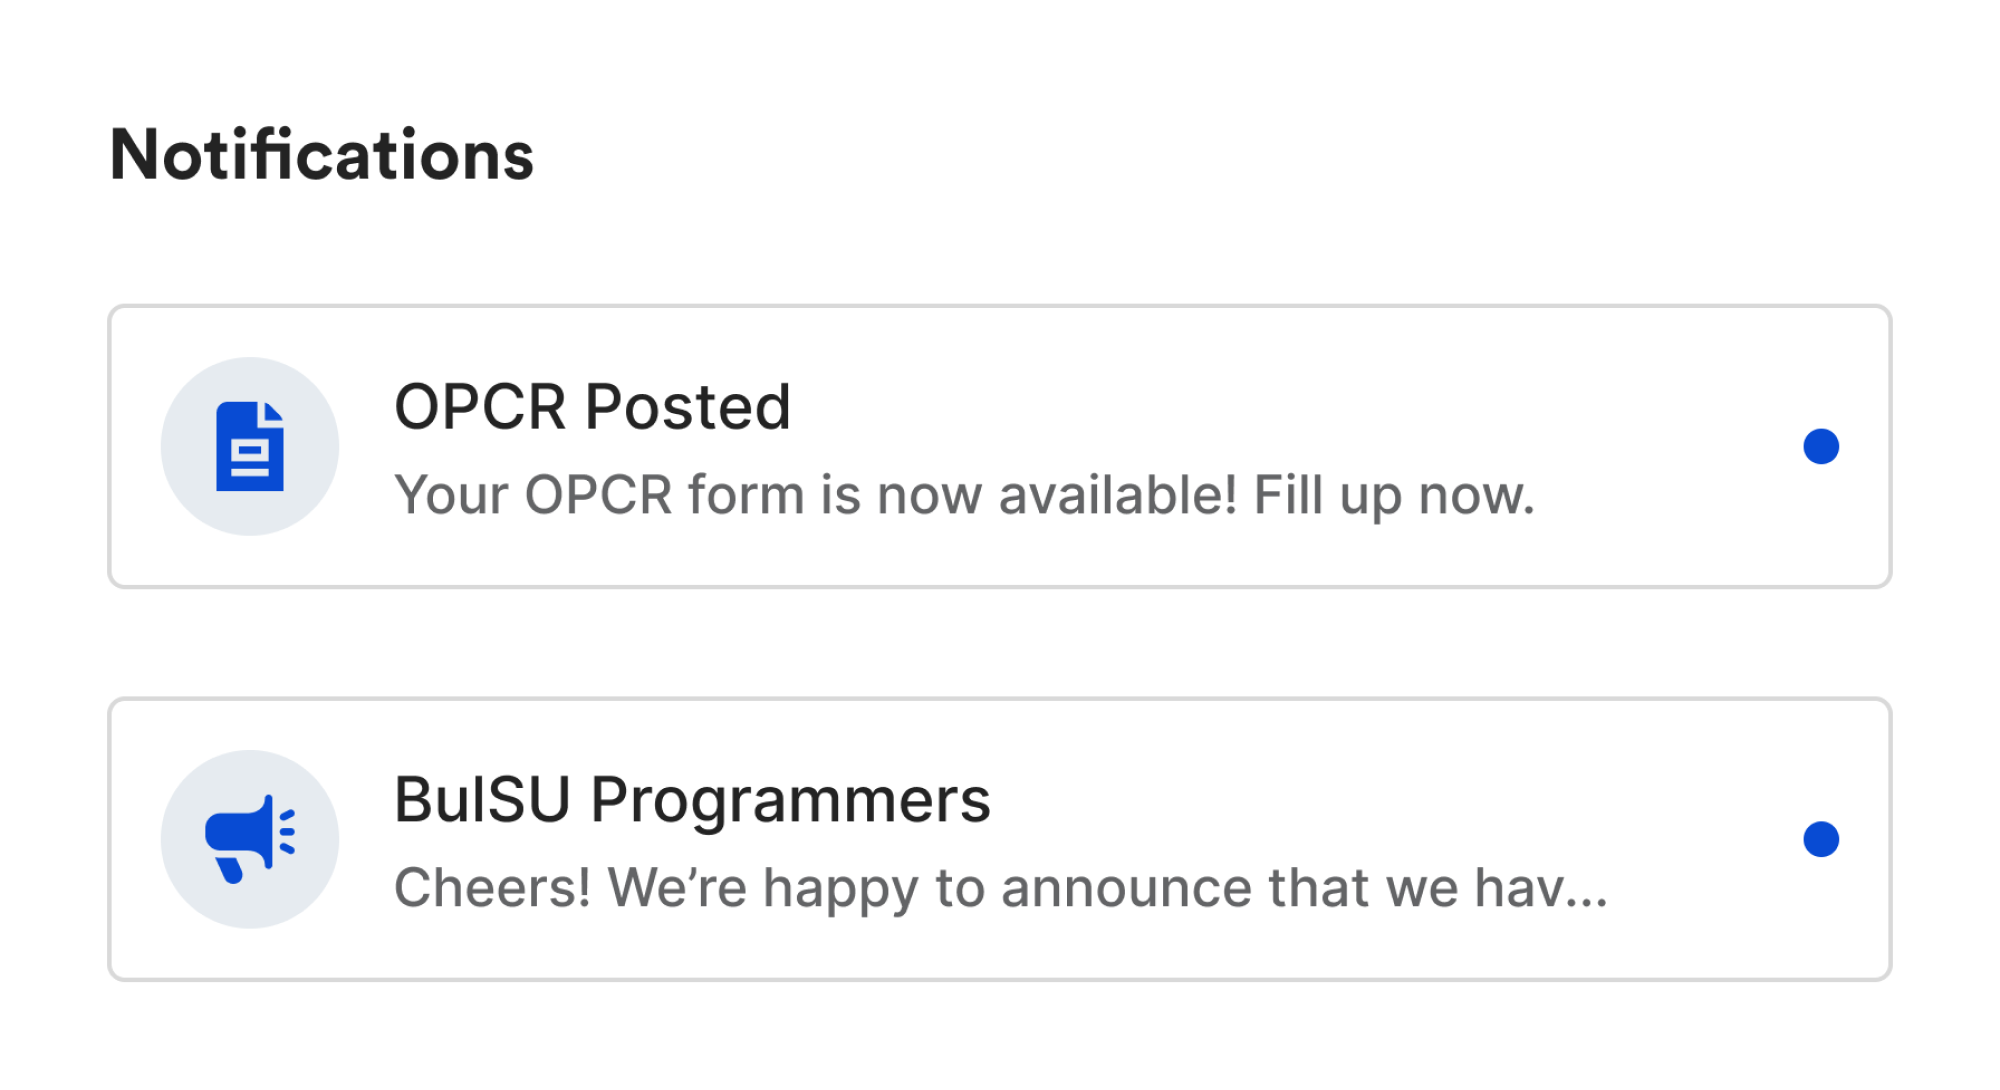 Notifications
OPCR Posted
Your OPCR form is now available! Fill up now.
BulSU Programmers
Cheers! We’re happy to announce that we hav...